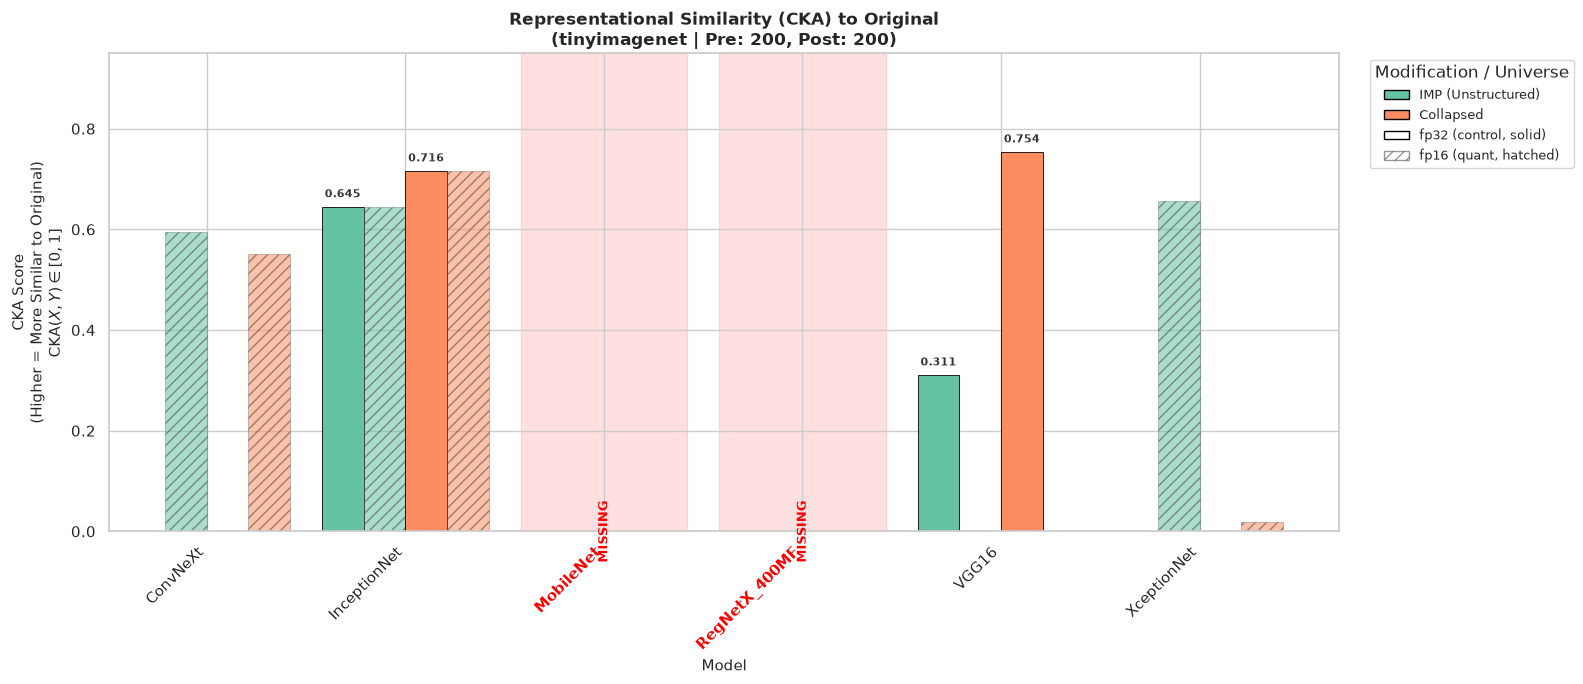 Representational Similarity (CKA) to Original
(tinyimagenet | Pre: 200, Post: 200)
CKA Score
(Higher = More Similar to Original)
CKA(X, Y) ∈ [0, 1]
0.8
0.6
0.4
0.2
0.0
0.645
0.716
0.311
0.754
MISSING
MISSING
ConvNeXt
InceptionNet
MobileNet
RegNetX_400MF
VGG16
XceptionNet
Model
Modification / Universe
IMP (Unstructured)
Collapsed
fp32 (control, solid)
fp16 (quant, hatched)